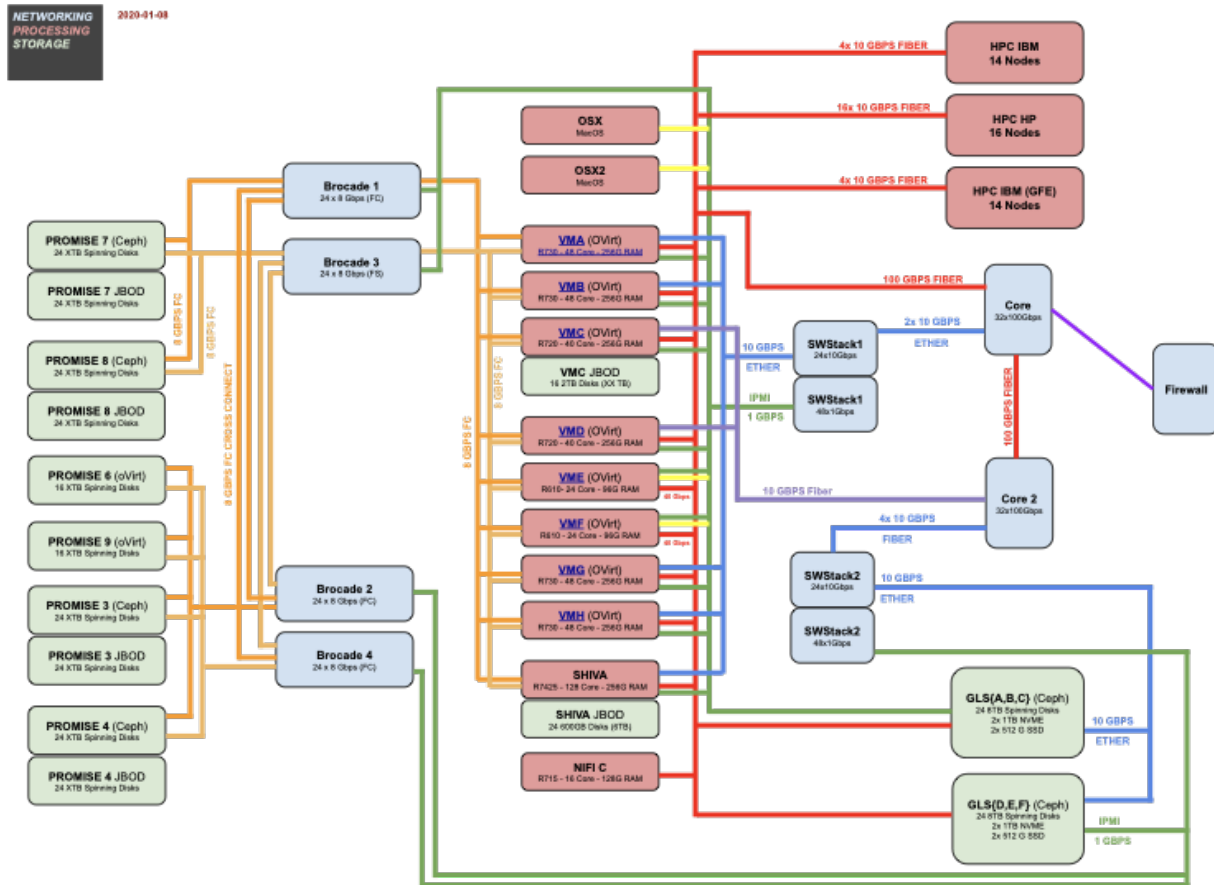 NETWORKING
PROCESSING
STORAGE
2020-01-08
4x 10 GBPS FIBER
HPC IBM
14 Nodes
16x 10 GBPS FIBER
HPC HP
16 Nodes
4x 10 GBPS FIBER
HPC IBM (GFE)
14 Nodes
OSX
MacOS
OSX2
MacOS
Brocade 1
24 x 8 Gbps (FC)
Brocade 3
24 x 8 Gbps (FS)
PROMISE 7 (Ceph)
24 XTB Spinning Disks
PROMISE 7 JBOD
24 XTB Spinning Disks
8 GBPS FC
8 GBPS FC
PROMISE 8 (Ceph)
24 XTB Spinning Disks
PROMISE 8 JBOD
24 XTB Spinning Disks
PROMISE 6 (oVirt)
16 XTB Spinning Disks
PROMISE 9 (oVirt)
16 XTB Spinning Disks
PROMISE 3 (Ceph)
24 XTB Spinning Disks
PROMISE 3 JBOD
24 XTB Spinning Disks
PROMISE 4 (Ceph)
24 XTB Spinning Disks
PROMISE 4 JBOD
24 XTB Spinning Disks
8 GBPS FC CROSS CONNECT
Brocade 2
24 x 8 Gbps (FC)
Brocade 4
24 x 8 Gbps (FC)
8 GBPS FC
8 GBPS FC
VMA (OVirt)
R730 - 48 Core - 256G RAM
VMB (OVirt)
R730 - 48 Core - 256G RAM
VMC (OVirt)
R720 - 40 Core - 256G RAM
VMC JBOD
16 2TB Disks (XX TB)
VMD (OVirt)
R720 - 40 Core - 256G RAM
VME (OVirt)
R610- 24 Core - 96G RAM
40 Gbps
VMF (OVirt)
R610 - 24 Core - 96G RAM
40 Gbps
VMG (OVirt)
R730 - 48 Core - 256G RAM
VMH (OVirt)
R730 - 48 Core - 256G RAM
SHIVA
R7425 - 128 Core - 256G RAM
SHIVA JBOD
24 600GB Disks (6TB)
NIFI C
R715 - 16 Core - 128G RAM
100 GBPS FIBER
Core
32x100Gbps
2x 10 GBPS
ETHER
10 GBPS
ETHER
SWStack1
24x10Gbps
IPMI
1 GBPS
SWStack1
48x1Gbps
Firewall
100 GBPS FIBER
10 GBPS Fiber
Core 2
32x100Gbps
4x 10 GBPS
FIBER
SWStack2
24x10Gbps
10 GBPS
ETHER
SWStack2
48x1Gbps
GLS{A,B,C} (Ceph)
24 8TB Spinning Disks
2x 1TB NVME
2x 512 G SSD
10 GBPS
ETHER
GLS{D,E,F} (Ceph)
24 8TB Spinning Disks
2x 1TB NVME
2x 512 G SSD
IPMI
1 GBPS